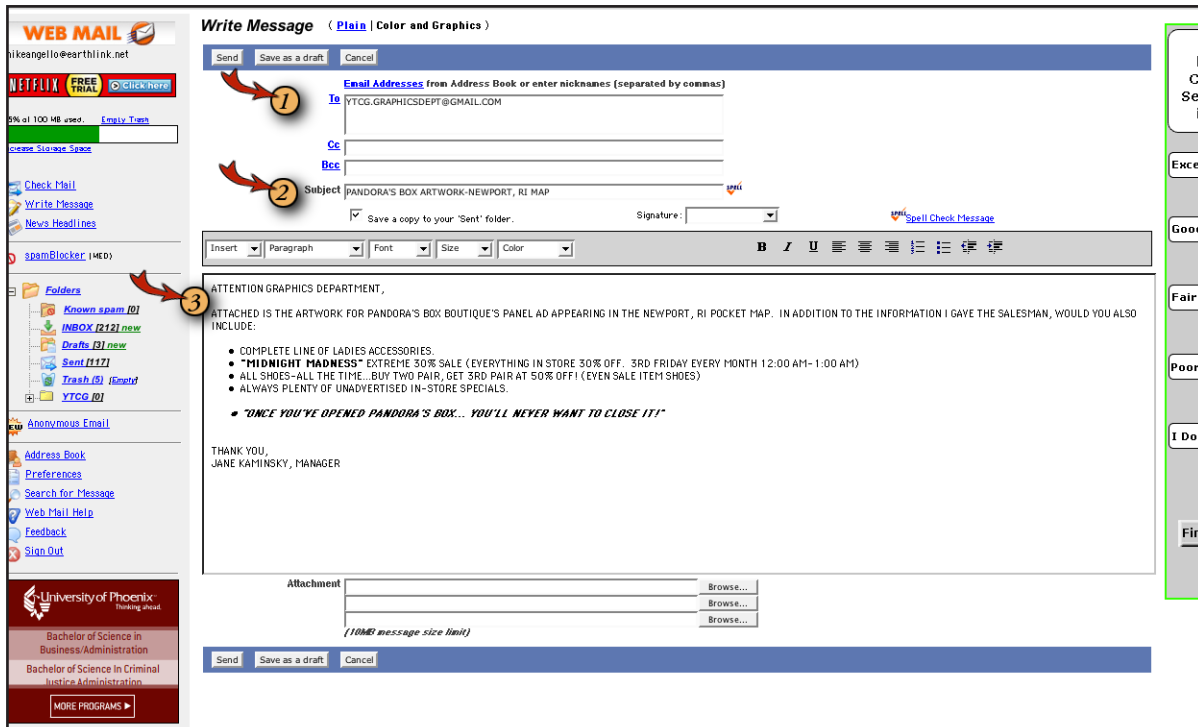 WEB MAIL
ikeangello@earthlink.net
NETFLIX FREE TRIAL Click here
5% of 100 MB used. Empty Trash
crease Storage Space
Check Mail
Write Message
News Headlines
spamBlocker (MED)
Folders
Known spam [0]
INBOX [212] new
Drafts [3] new
Sent [117]
Trash (5) [Empty]
YTCG [0]
EW Anonymous Email
Address Book
Preferences
Search for Message
Web Mail Help
Feedback
Sign Out
University of Phoenix
Thinking ahead.
Bachelor of Science in
Business/Administration
Bachelor of Science In Criminal
Justice Administration
MORE PROGRAMS
Write Message ( Plain | Color and Graphics )
Send Save as a draft Cancel
Email Addresses from Address Book or enter nicknames (separated by commas)
1 To YTCG.GRAPHICSDEPT@GMAIL.COM
Cc
Bcc
2 Subject PANDORA'S BOX ARTWORK-NEWPORT, RI MAP SPELL
Save a copy to your 'Sent' folder. Signature: SPELL Spell Check Message
Insert Paragraph Font Size Color B I U
3
ATTENTION GRAPHICS DEPARTMENT,
ATTACHED IS THE ARTWORK FOR PANDORA'S BOX BOUTIQUE'S PANEL AD APPEARING IN THE NEWPORT, RI POCKET MAP. IN ADDITION TO THE INFORMATION I GAVE THE SALESMAN, WOULD YOU ALSO
INCLUDE:
• COMPLETE LINE OF LADIES ACCESSORIES.
• "MIDNIGHT MADNESS" EXTREME 30% SALE (EVERYTHING IN STORE 30% OFF. 3RD FRIDAY EVERY MONTH 12:00 AM-1:00 AM)
• ALL SHOES-ALL THE TIME...BUY TWO PAIR, GET 3RD PAIR AT 50% OFF! (EVEN SALE ITEM SHOES)
• ALWAYS PLENTY OF UNADVERTISED IN-STORE SPECIALS.
• "ONCE YOU'VE OPENED PANDORA'S BOX... YOU'LL NEVER WANT TO CLOSE IT!"
THANK YOU,
JANE KAMINSKY, MANAGER
Attachment Browse...
Browse...
Browse...
(10MB message size limit)
Send Save as a draft Cancel
C
Se
i
Exce
Good
Fair
Poor
I Do
Fin